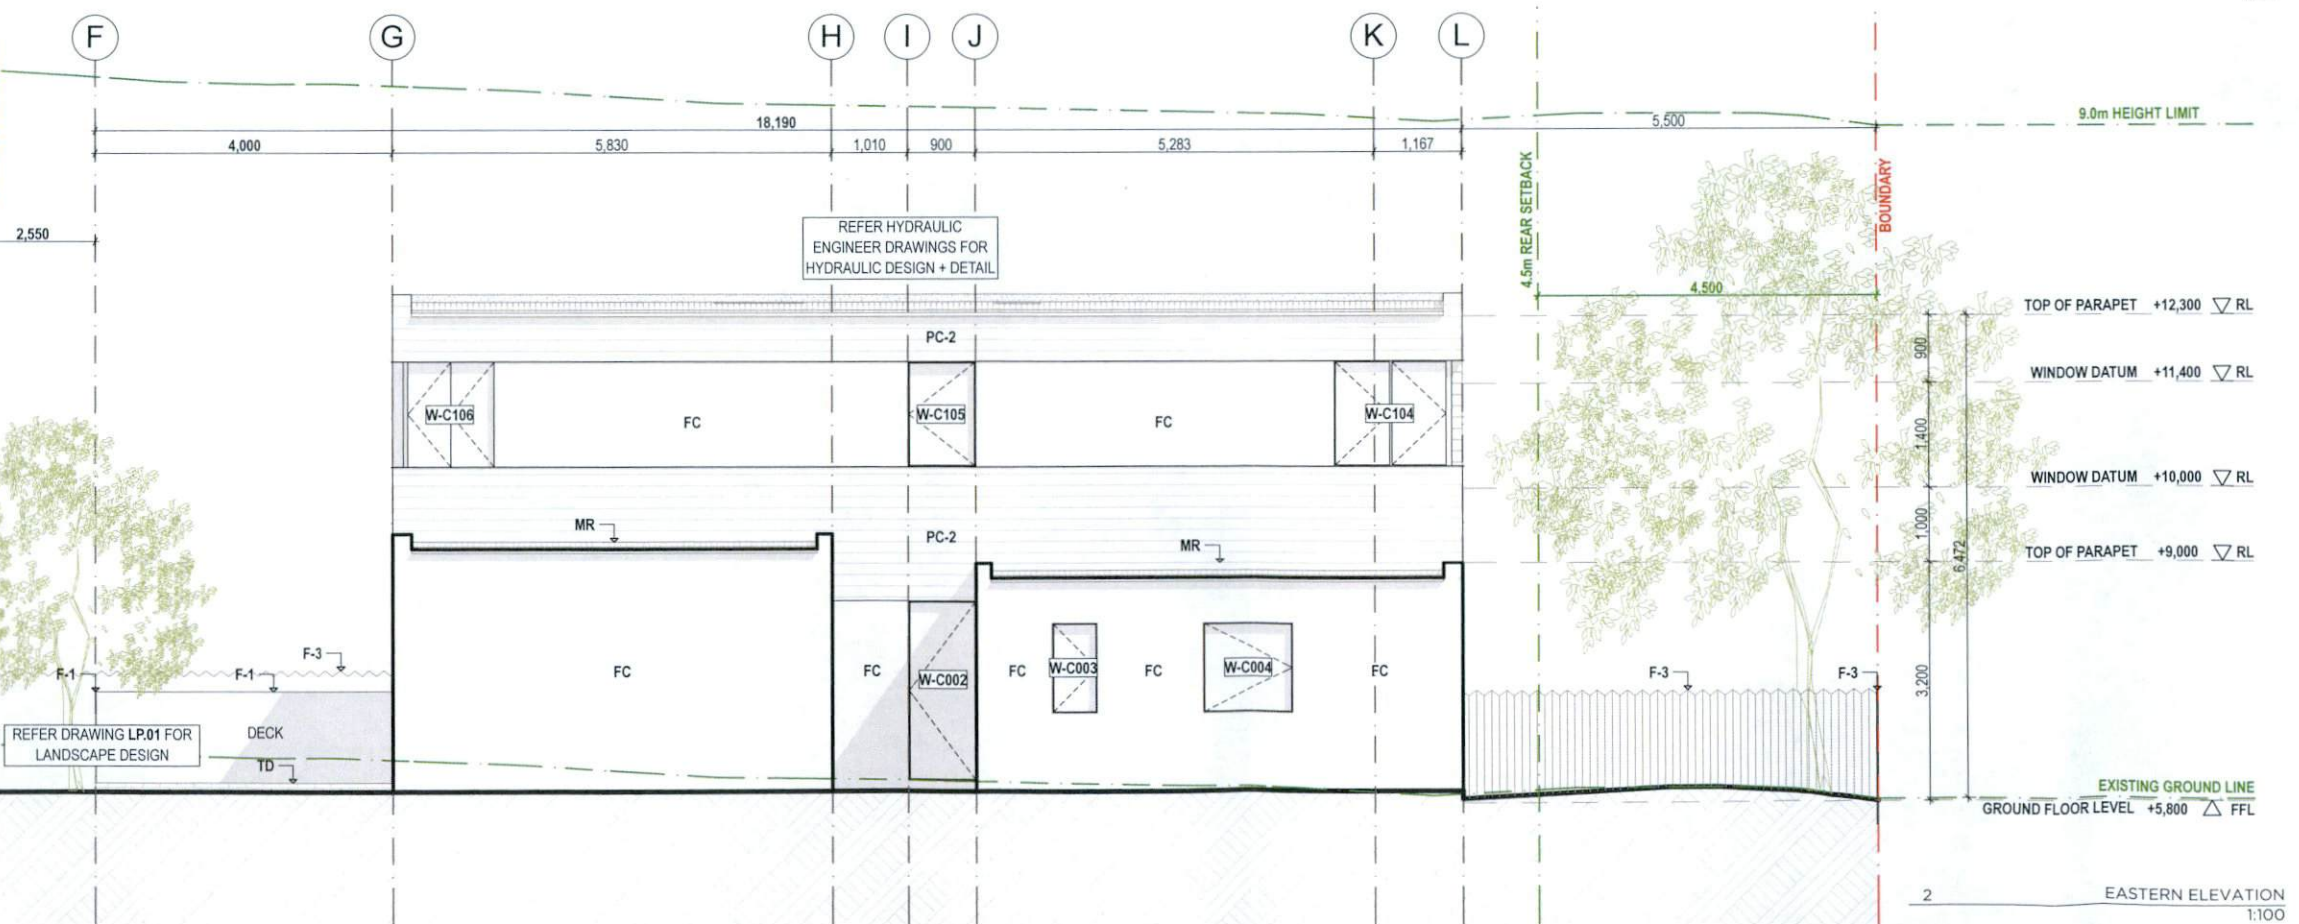 F
G
H
I
J
K
L
9.0m HEIGHT LIMIT
18,190
5,500
4,000
5,830
1,010
900
5,283
1,167
4.5m REAR SETBACK
BOUNDARY
2,550
REFER HYDRAULIC
ENGINEER DRAWINGS FOR
HYDRAULIC DESIGN + DETAIL
4,500
TOP OF PARAPET +12,300 RL
PC-2
900
WINDOW DATUM +11,400 RL
W-C106
FC
W-C105
FC
W-C104
1,400
WINDOW DATUM +10,000 RL
MR
PC-2
MR
1,000
6,472
TOP OF PARAPET +9,000 RL
F-3
F-1
F-1
FC
FC
W-C002
FC
W-C003
FC
W-C004
FC
F-3
F-3
3,200
REFER DRAWING LP.01 FOR
LANDSCAPE DESIGN
DECK
TD
EXISTING GROUND LINE
GROUND FLOOR LEVEL +5,800 FFL
2
EASTERN ELEVATION
1:100